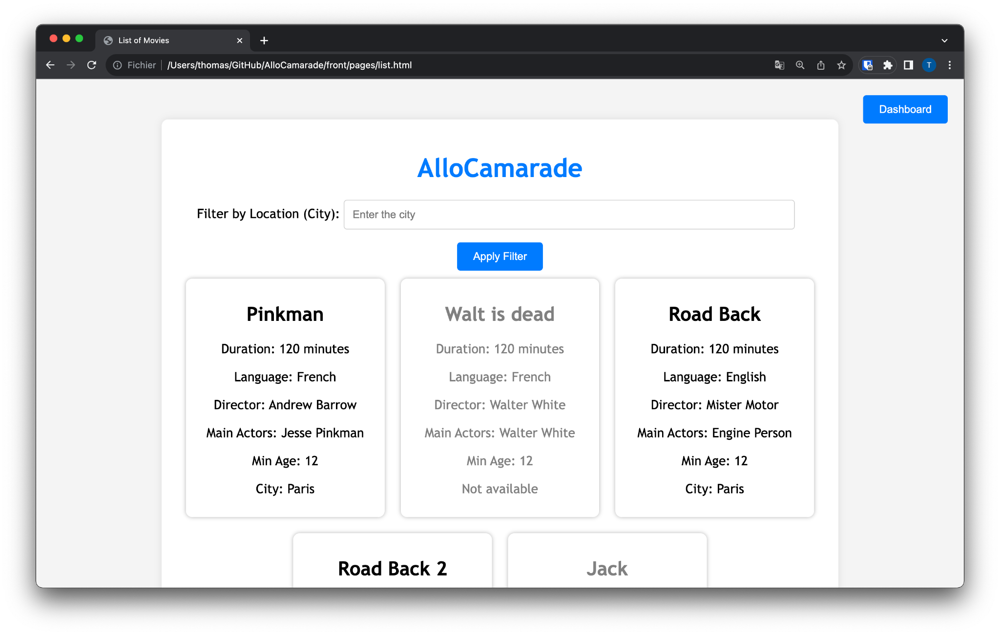 List of Movies
Fichier /Users/thomas/GitHub/AlloCamarade/front/pages/list.html
T
Dashboard
AlloCamarade
Filter by Location (City): Enter the city
Apply Filter
Pinkman
Duration: 120 minutes
Language: French
Director: Andrew Barrow
Main Actors: Jesse Pinkman
Min Age: 12
City: Paris
Walt is dead
Duration: 120 minutes
Language: French
Director: Walter White
Main Actors: Walter White
Min Age: 12
Not available
Road Back
Duration: 120 minutes
Language: English
Director: Mister Motor
Main Actors: Engine Person
Min Age: 12
City: Paris
Road Back 2
Jack